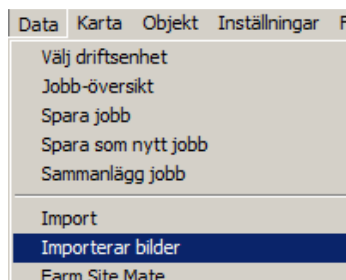 Data Karta Objekt Inställningar F
Välj driftsenhet
Jobb-översikt
Spara jobb
Spara som nytt jobb
Sammanlägg jobb
Import
Importerar bilder
Farm Site Mate